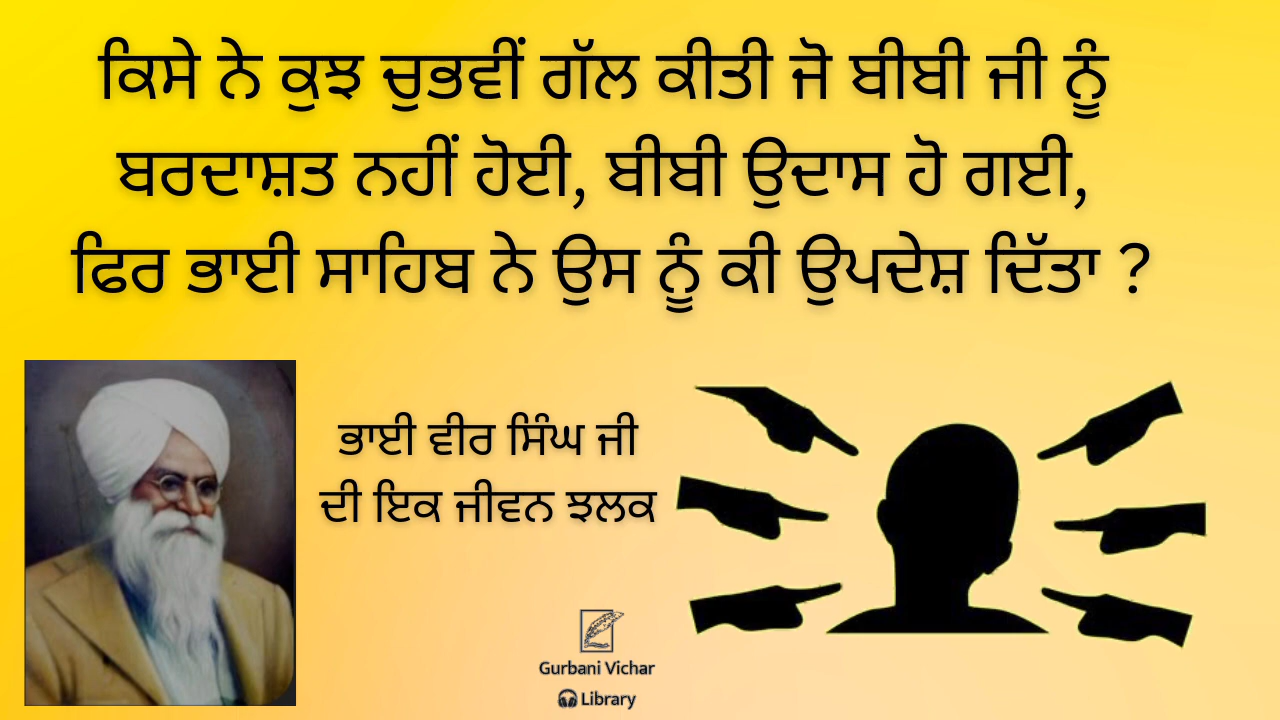 ਕਿਸੇ ਨੇ ਕੁਝ ਚੁਭਵੀਂ ਗੱਲ ਕੀਤੀ ਜੋ ਬੀਬੀ ਜੀ ਨੂੰ
ਬਰਦਾਸ਼ਤ ਨਹੀਂ ਹੋਈ, ਬੀਬੀ ਉਦਾਸ ਹੋ ਗਈ,
ਫਿਰ ਭਾਈ ਸਾਹਿਬ ਨੇ ਉਸ ਨੂੰ ਕੀ ਉਪਦੇਸ਼ ਦਿੱਤਾ ?
ਭਾਈ ਵੀਰ ਸਿੰਘ ਜੀ
ਦੀ ਇਕ ਜੀਵਨ ਝਲਕ
Gurbani Vichar
Library